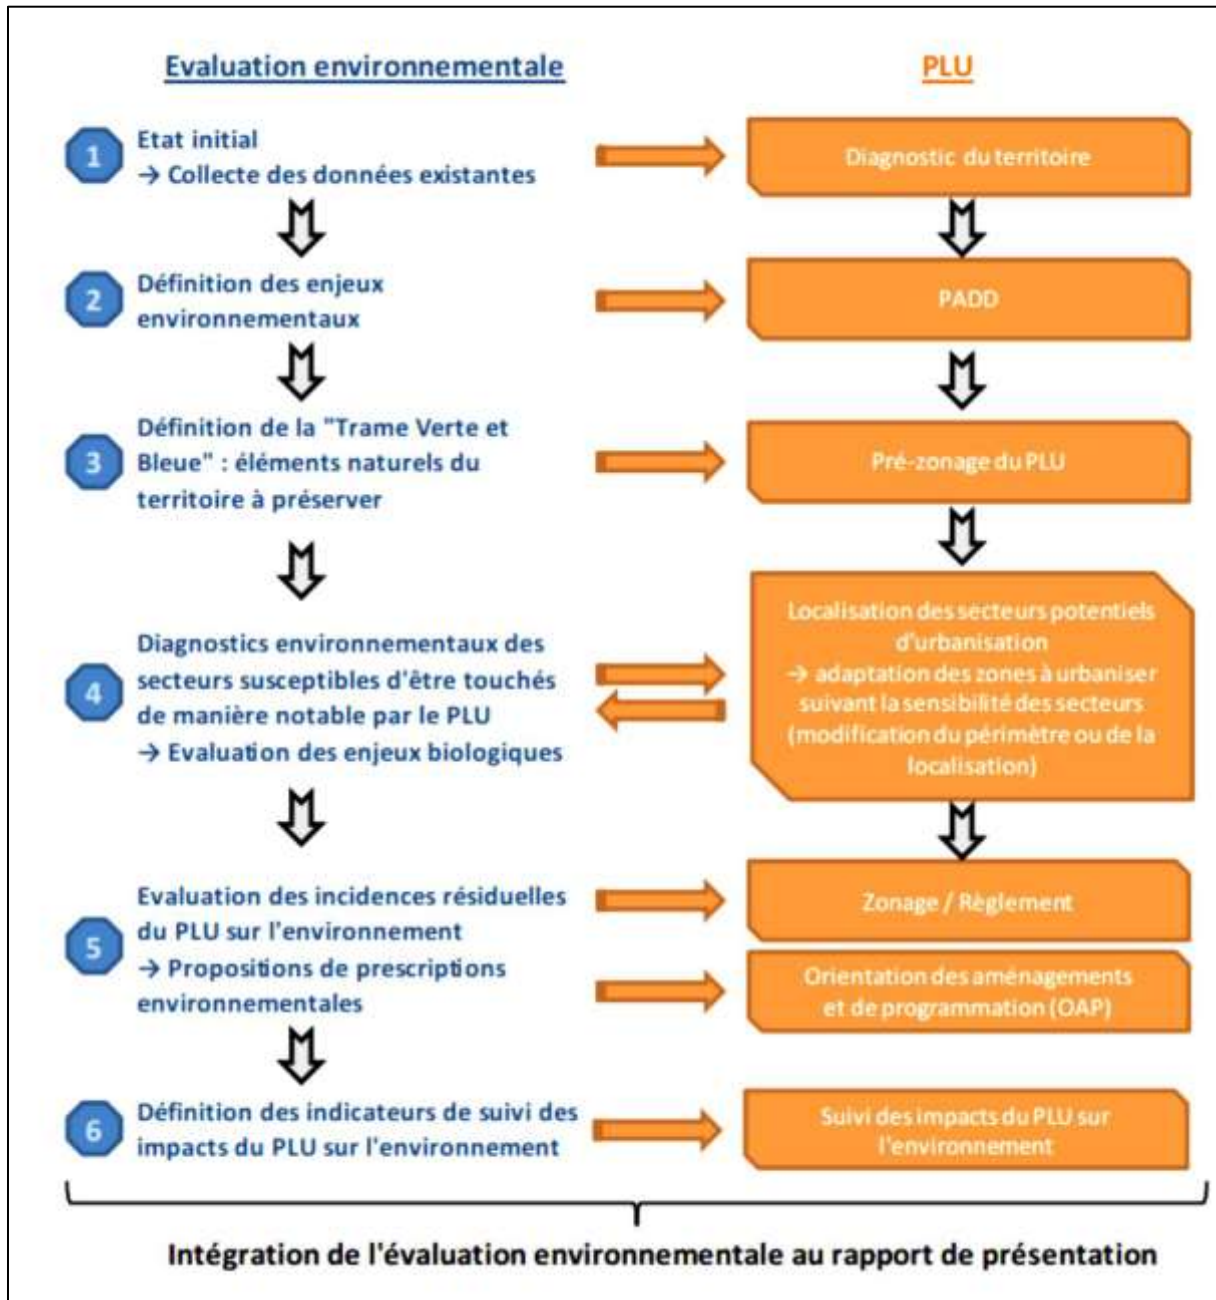 Evaluation environnementale
PLU
1
Etat initial
→ Collecte des données existantes
Diagnostic du territoire
2
Définition des enjeux
environnementaux
PADD
3
Définition de la "Trame Verte et
Bleue" : éléments naturels du
territoire à préserver
Pré-zonage du PLU
4
Diagnostics environnementaux des
secteurs susceptibles d'être touchés
de manière notable par le PLU
→ Evaluation des enjeux biologiques
Localisation des secteurs potentiels
d'urbanisation
→ adaptation des zones à urbaniser
suivant la sensibilité des secteurs
(modification du périmètre ou de la
localisation)
5
Evaluation des incidences résiduelles
du PLU sur l'environnement
→ Propositions de prescriptions
environnementales
Zonage / Règlement
Orientation des aménagements
et de programmation (OAP)
6
Définition des indicateurs de suivi des
impacts du PLU sur l'environnement
Suivi des impacts du PLU sur
l'environnement
Intégration de l'évaluation environnementale au rapport de présentation